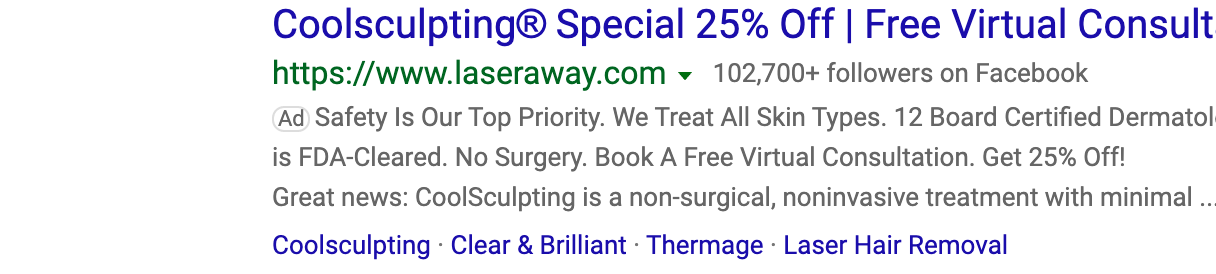 Coolsculpting® Special 25% Off | Free Virtual
https://www.laseraway.com 102,700+ followers on Facebook
Ad Safety Is Our Top Priority. We Treat All Skin Types. 12 Board Certified
is FDA-Cleared. No Surgery. Book A Free Virtual Consultation. Get 25% Off!
Great news: CoolSculpting is a non-surgical, noninvasive treatment with minimal ...
Coolsculpting · Clear & Brilliant · Thermage · Laser Hair Removal